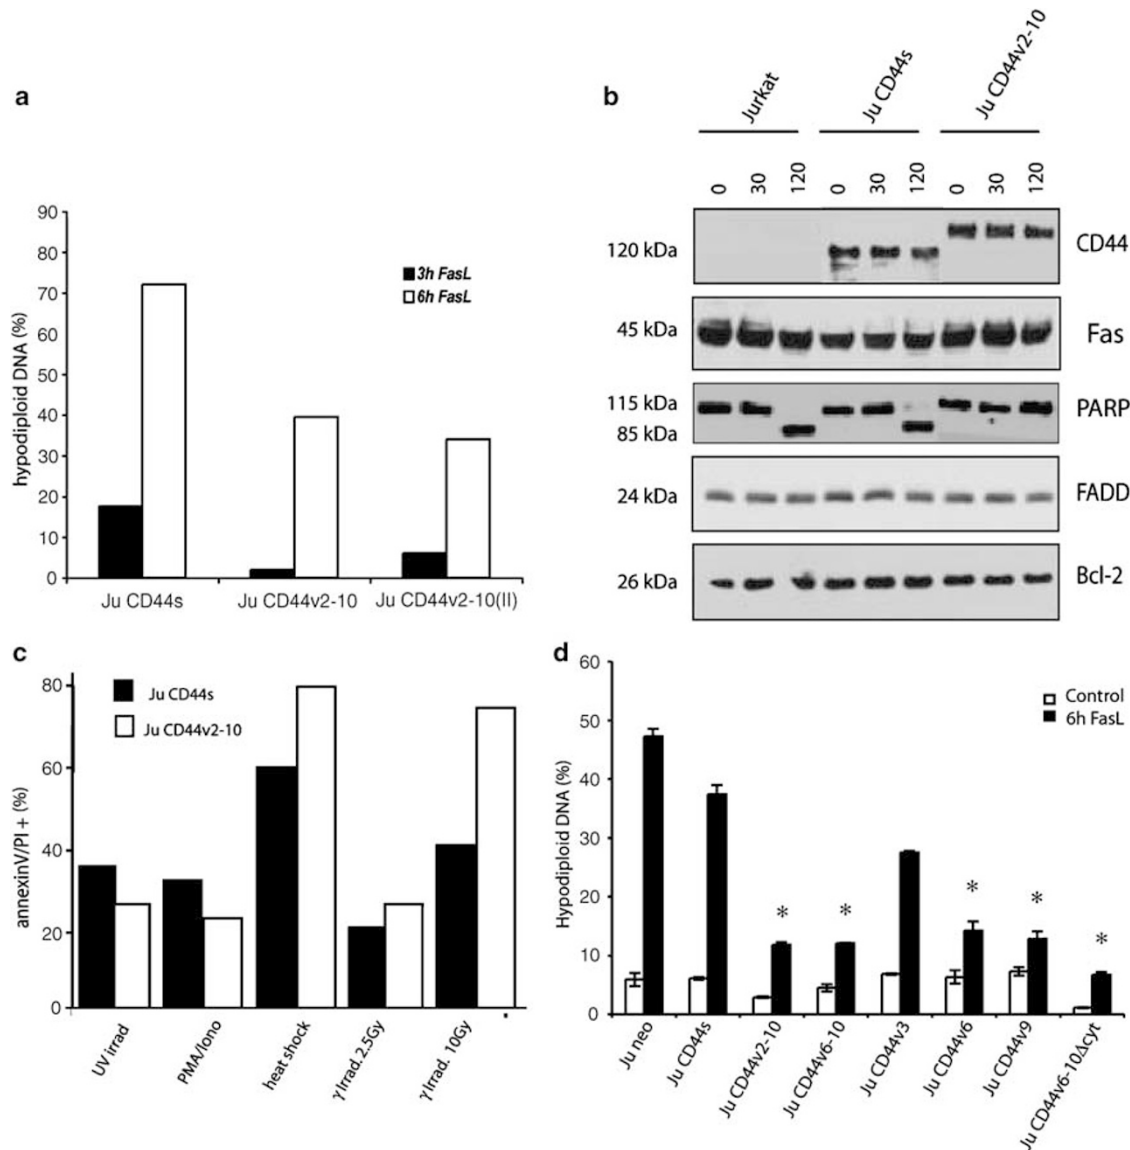 a
90
80
70
60
50
40
30
20
10
0
hypodiploid DNA (%)
3h FasL
6h FasL
Ju CD44s Ju CD44v2-10 Ju CD44v2-10(II)
b
Jurkat Ju CD44s Ju CD44v2-10
0 30 120 0 30 120 0 30 120
120 kDa CD44
45 kDa Fas
115 kDa PARP
85 kDa
24 kDa FADD
26 kDa Bcl-2
c
80
60
40
20
0
annexinV/PI + (%)
Ju CD44s
Ju CD44v2-10
UV irrad
PMA/Iono
heat shock
γ Irrad. 2.5Gy
γ Irrad. 10Gy
d
60
50
40
30
20
10
0
Hypodiploid DNA (%)
Control
6h FasL
* * * * *
Ju neo
Ju CD44s
Ju CD44v2-10
Ju CD44v6-10
Ju CD44v3
Ju CD44v6
Ju CD44v9
Ju CD44v6-10Δcyt